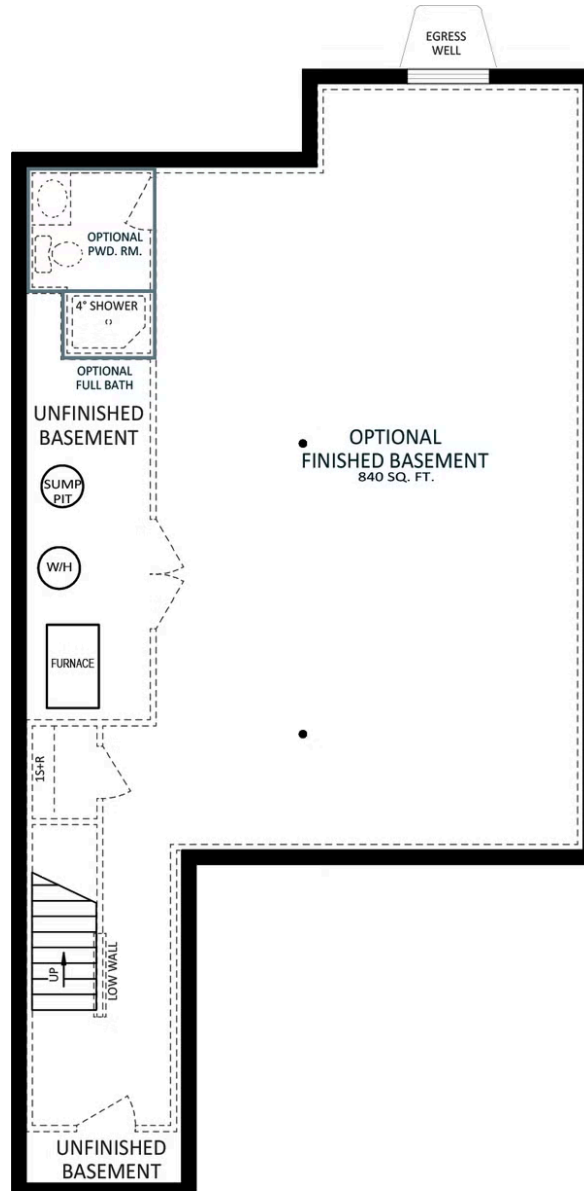 EGRESS
WELL
OPTIONAL
PWD. RM.
4" SHOWER
OPTIONAL
FULL BATH
UNFINISHED
BASEMENT
OPTIONAL
FINISHED BASEMENT
840 SQ. FT.
SUMP
PIT
W/H
FURNACE
1S+R
UP
LOW WALL
UNFINISHED
BASEMENT